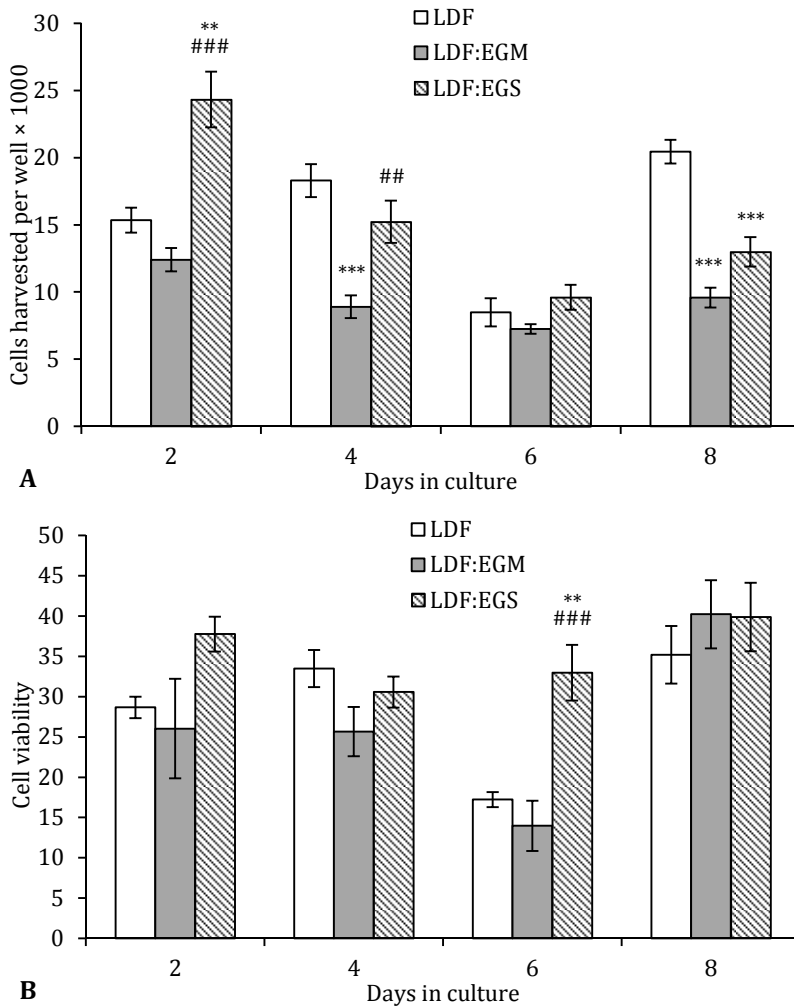 30
25
20
15
10
5
0
Cells harvested per well × 1000
LDF
LDF:EGM
LDF:EGS
**
###
***
##
***
***
2
4
6
8
Days in culture
A
50
45
40
35
30
25
20
15
10
5
0
Cell viability
LDF
LDF:EGM
LDF:EGS
**
###
2
4
6
8
Days in culture
B